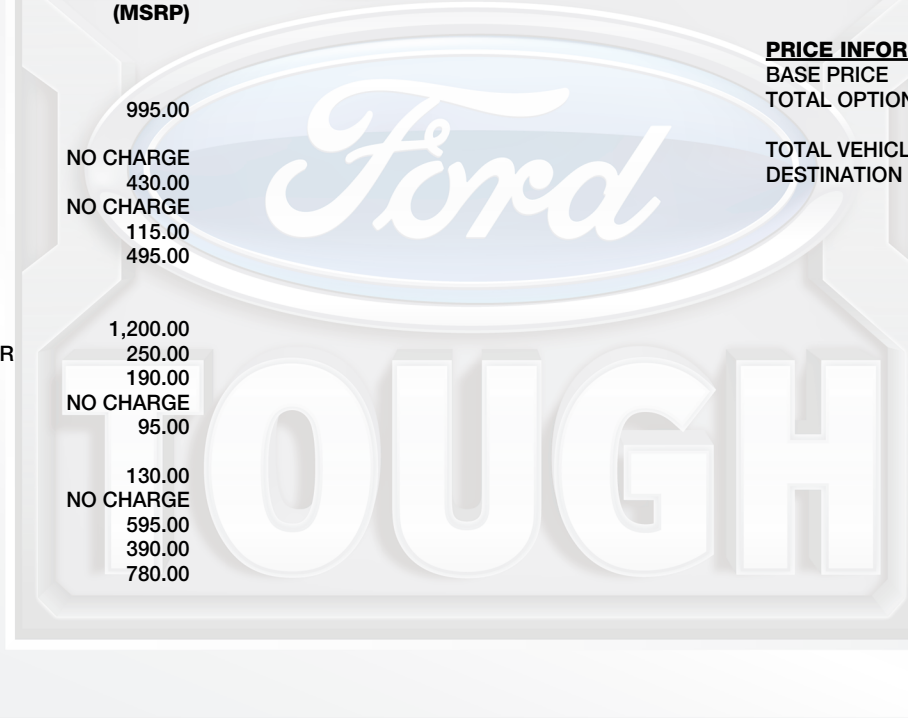 (MSRP)
995.00
NO CHARGE
430.00
NO CHARGE
115.00
495.00
1,200.00
R 250.00
190.00
NO CHARGE
95.00
130.00
NO CHARGE
595.00
390.00
780.00
PRICE INFOR
BASE PRICE
TOTAL OPTION
TOTAL VEHICL
DESTINATION
Ford
TOUGH